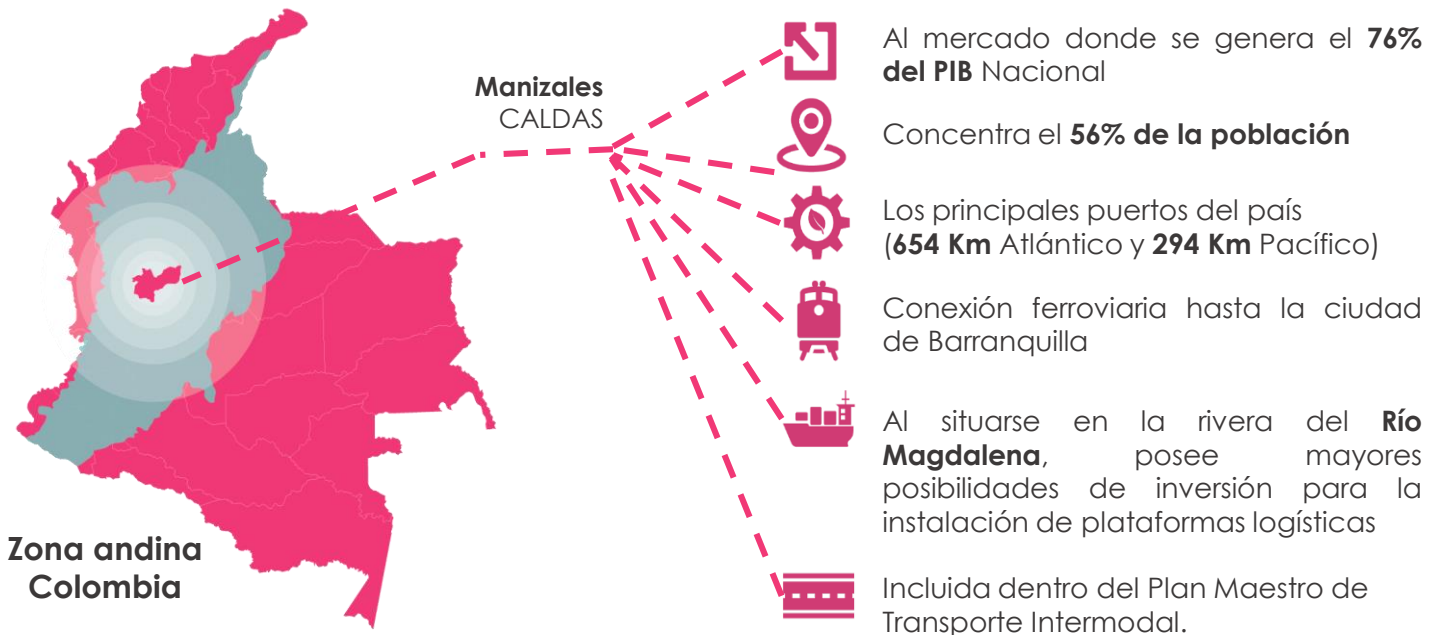 Manizales
CALDAS
Zona andina
Colombia
Al mercado donde se genera el 76%
del PIB Nacional
Concentra el 56% de la población
Los principales puertos del país
(654 Km Atlántico y 294 Km Pacífico)
Conexión ferroviaria hasta la ciudad
de Barranquilla
Al situarse en la rivera del Río
Magdalena, posee mayores
posibilidades de inversión para la
instalación de plataformas logísticas
Incluida dentro del Plan Maestro de
Transporte Intermodal.